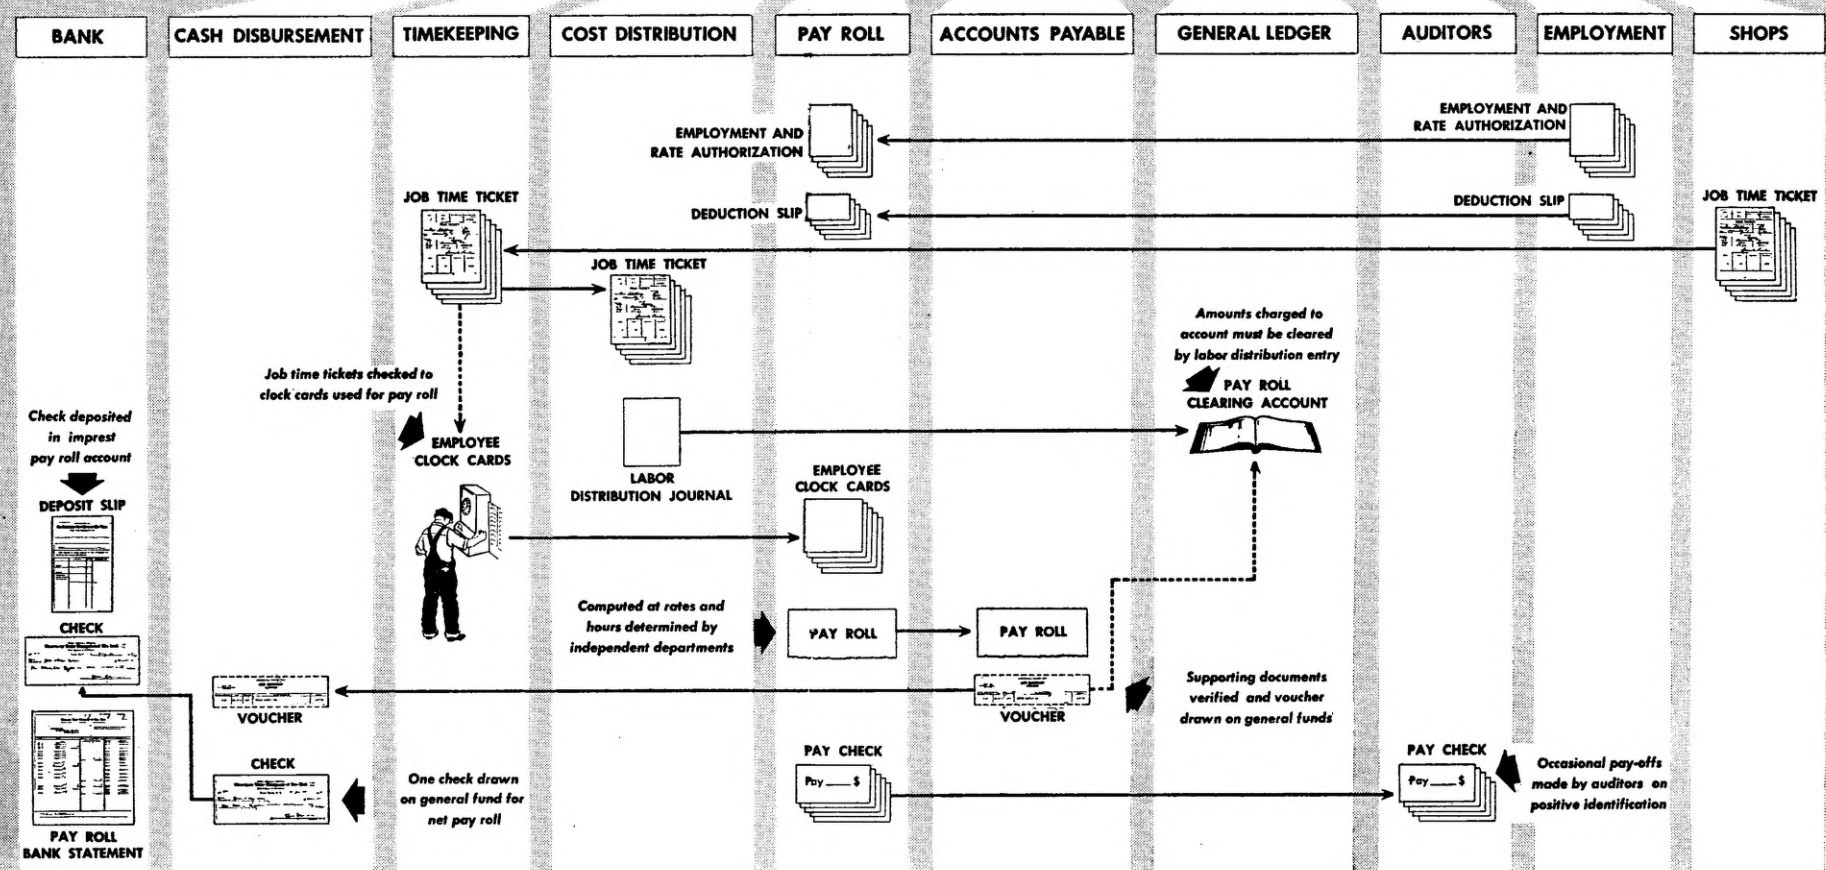 BANK
CASH DISBURSEMENT
TIMEKEEPING
COST DISTRIBUTION
PAY ROLL
ACCOUNTS PAYABLE
GENERAL LEDGER
AUDITORS
EMPLOYMENT
SHOPS
EMPLOYMENT AND
RATE AUTHORIZATION
EMPLOYMENT AND
RATE AUTHORIZATION
JOB TIME TICKET
DEDUCTION SLIP
DEDUCTION SLIP
JOB TIME TICKET
JOB TIME TICKET
Amounts charged to
account must be cleared
by labor distribution entry
Job time tickets checked to
clock cards used for pay roll
PAY ROLL
CLEARING ACCOUNT
Check deposited
in imprest
pay roll account
EMPLOYEE
CLOCK CARDS
LABOR
DISTRIBUTION JOURNAL
EMPLOYEE
CLOCK CARDS
DEPOSIT SLIP
Computed at rates and
hours determined by
independent departments
PAY ROLL
PAY ROLL
CHECK
VOUCHER
VOUCHER
Supporting documents
verified and voucher
drawn on general funds
CHECK
One check drawn
on general fund for
net pay roll
PAY CHECK
Pay ___ $
PAY CHECK
Pay ___ $
Occasional pay-offs
made by auditors on
positive identification
PAY ROLL
BANK STATEMENT